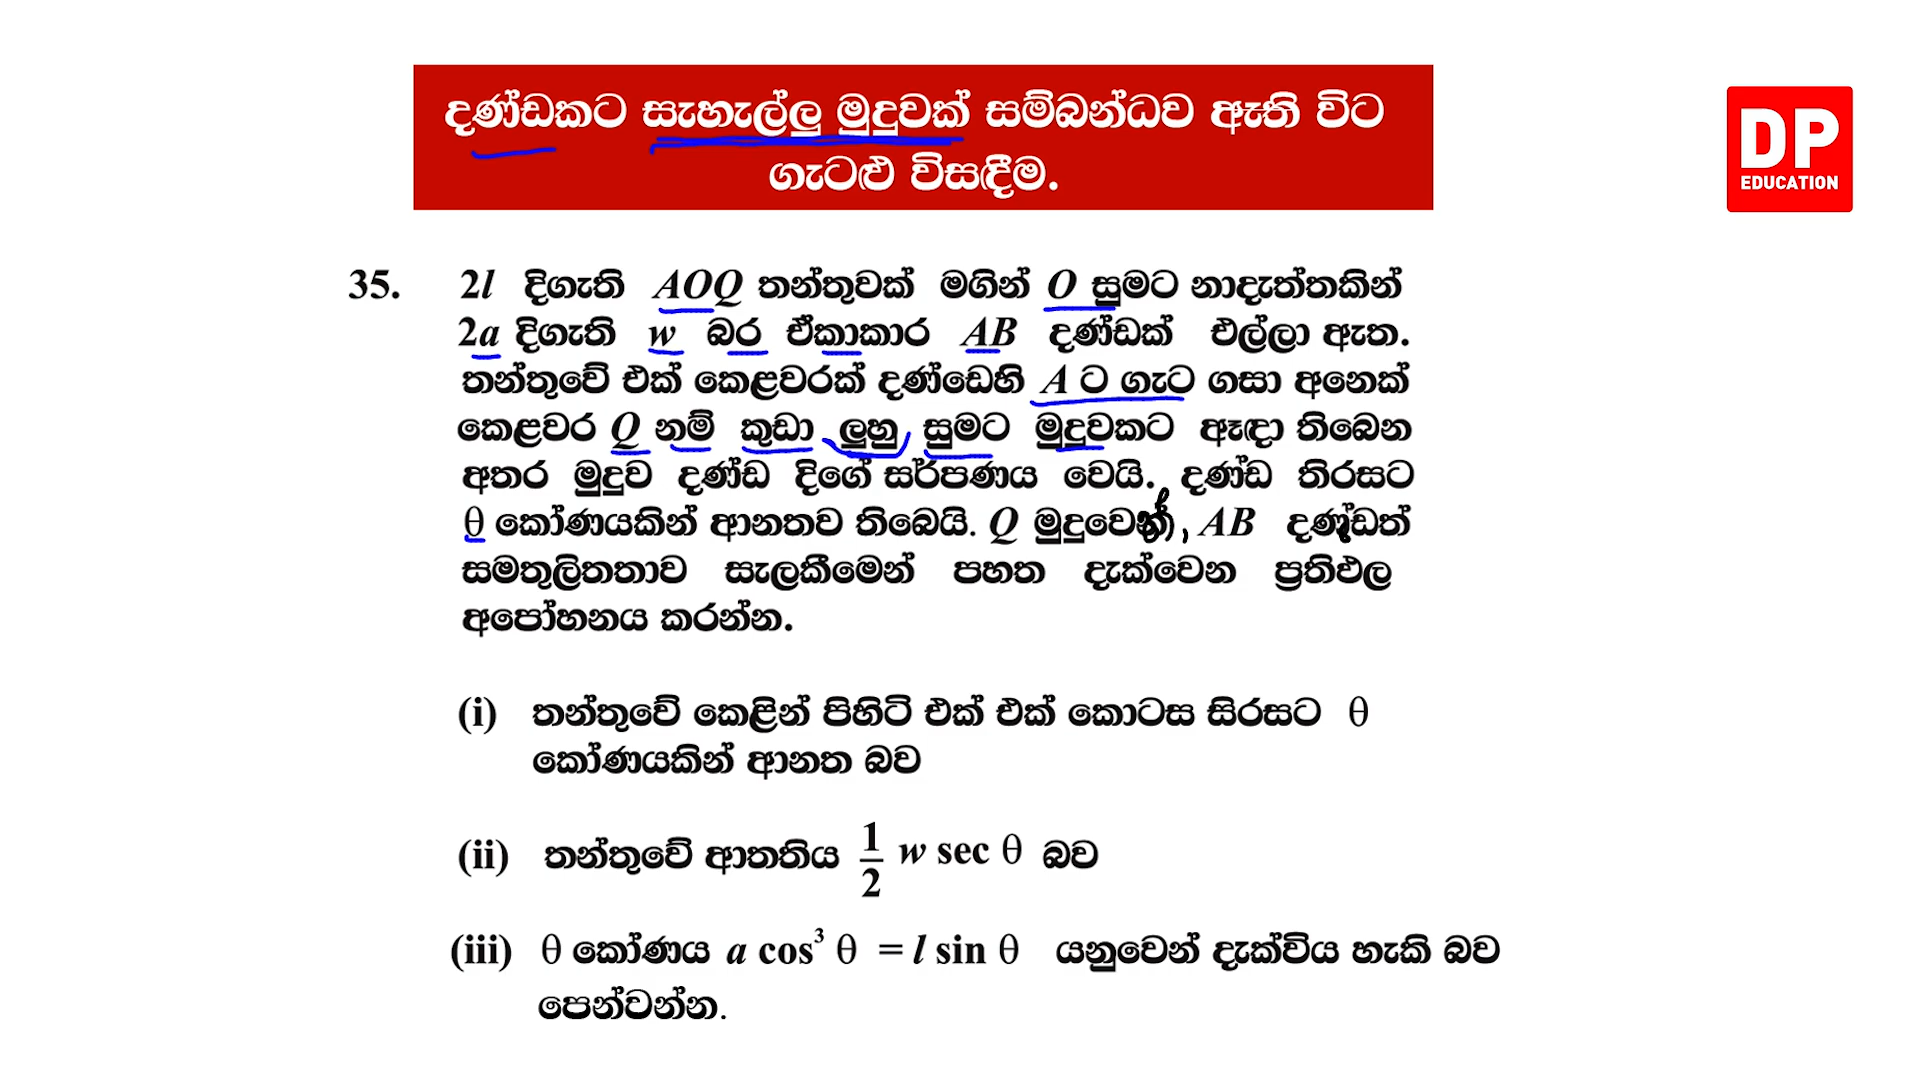 දණ්ඩකට සැහැල්ලු මුදුවක් සම්බන්ධව ඇති විට
ගැටළු විසඳීම.
DP
EDUCATION
35. 2l දිගැති AOQ තන්තුවක් මගින් O සුමට නාදැත්තකින්
2a දිගැති w බර ඒකාකාර AB දණ්ඩක් එල්ලා ඇත.
තන්තුවේ එක් කෙළවරක් දණ්ඩෙහි A ට ගැට ගසා අනෙක්
කෙළවර Q නම් කුඩා ලුහු සුමට මුදුවකට ඈඳා තිබෙන
අතර මුදුව දණ්ඩ දිගේ සර්පණය වෙයි. දණ්ඩ තිරසට
θ කෝණයකින් ආනතව තිබෙයි. Q මුදුවෙන්, AB දණ්ඩත්
සමතුලිතතාව සැලකීමෙන් පහත දැක්වෙන ප්‍රතිඵල
අපෝහනය කරන්න.
(i) තන්තුවේ කෙළින් පිහිටි එක් එක් කොටස සිරසට θ
කෝණයකින් ආනත බව
(ii) තන්තුවේ ආතතිය 1/2 w sec θ බව
(iii) θ කෝණය a cos³ θ = l sin θ යනුවෙන් දැක්විය හැකි බව
පෙන්වන්න.